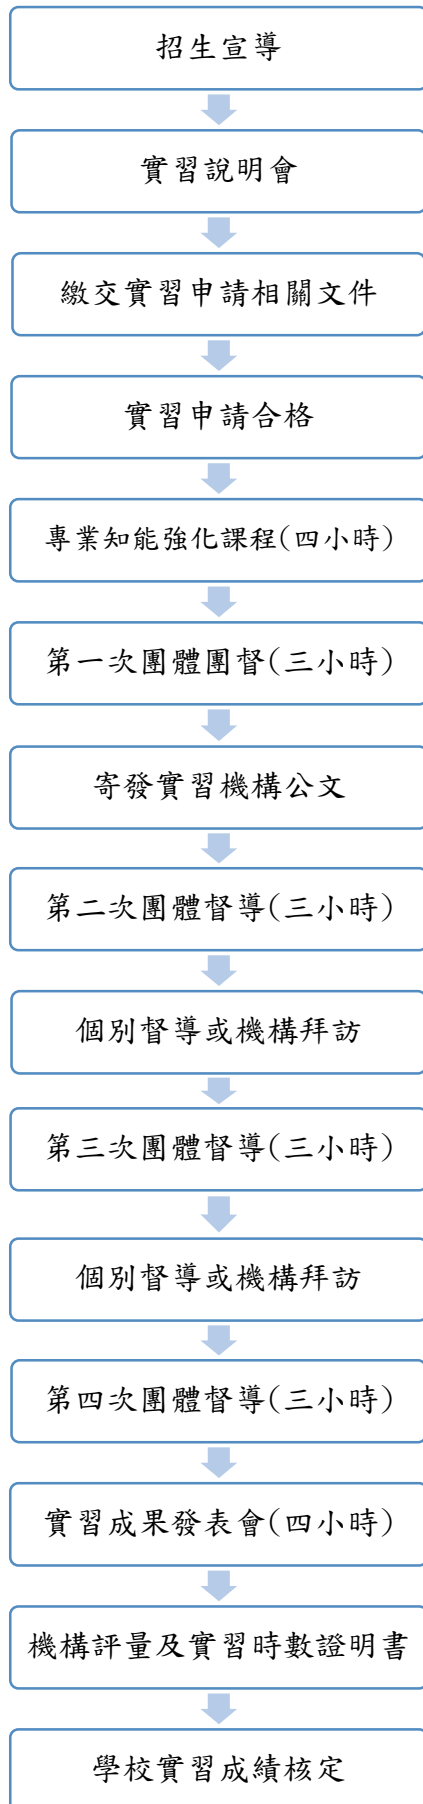 招生宣導
實習說明會
繳交實習申請相關文件
實習申請合格
專業知能強化課程(四小時)
第一次團體團督(三小時)
寄發實習機構公文
第二次團體督導(三小時)
個別督導或機構拜訪
第三次團體督導(三小時)
個別督導或機構拜訪
第四次團體督導(三小時)
實習成果發表會(四小時)
機構評量及實習時數證明書
學校實習成績核定